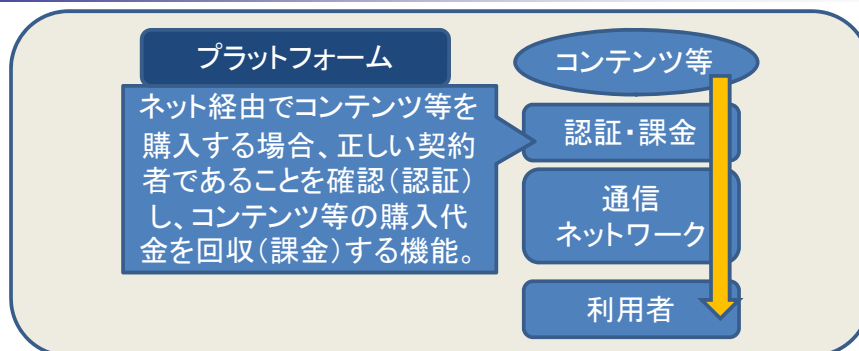 プラットフォーム
ネット経由でコンテンツ等を
購入する場合、正しい契約
者であることを確認(認証)
し、コンテンツ等の購入代
金を回収(課金)する機能。
コンテンツ等
認証・課金
通信
ネットワーク
利用者